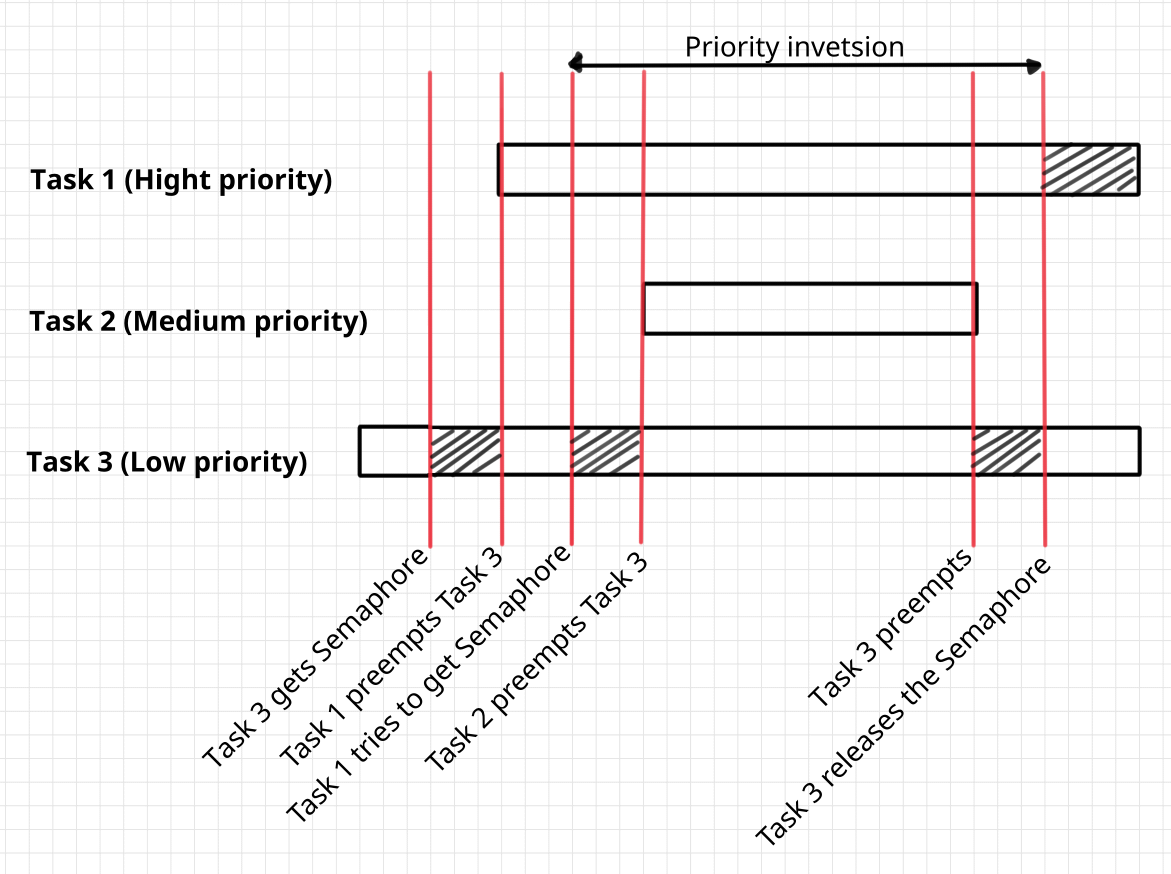 Priority invetsion
Task 1 (Hight priority)
Task 2 (Medium priority)
Task 3 (Low priority)
Task 3 gets Semaphore
Task 1 preempts Task 3
Task 1 tries to get Semaphore
Task 2 preempts Task 3
Task 3 preempts
Task 3 releases the Semaphore